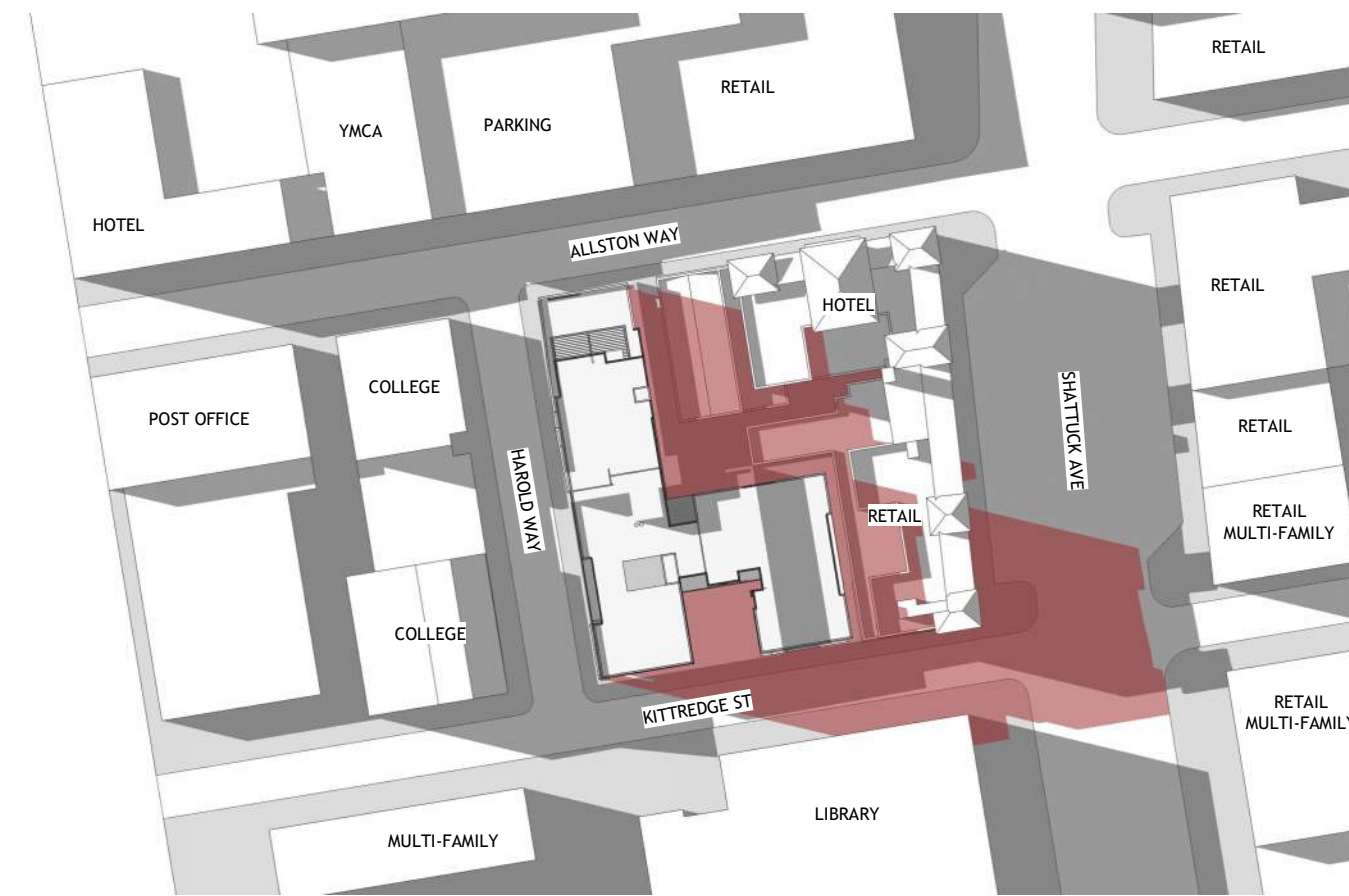 RETAIL
RETAIL
YMCA
PARKING
HOTEL
ALLSTON WAY
RETAIL
HOTEL
COLLEGE
POST OFFICE
SHATTUCK AVE
RETAIL
HAROLD WAY
RETAIL
RETAIL
MULTI-FAMILY
COLLEGE
KITTREDGE ST
RETAIL
MULTI-FAMILY
LIBRARY
MULTI-FAMILY